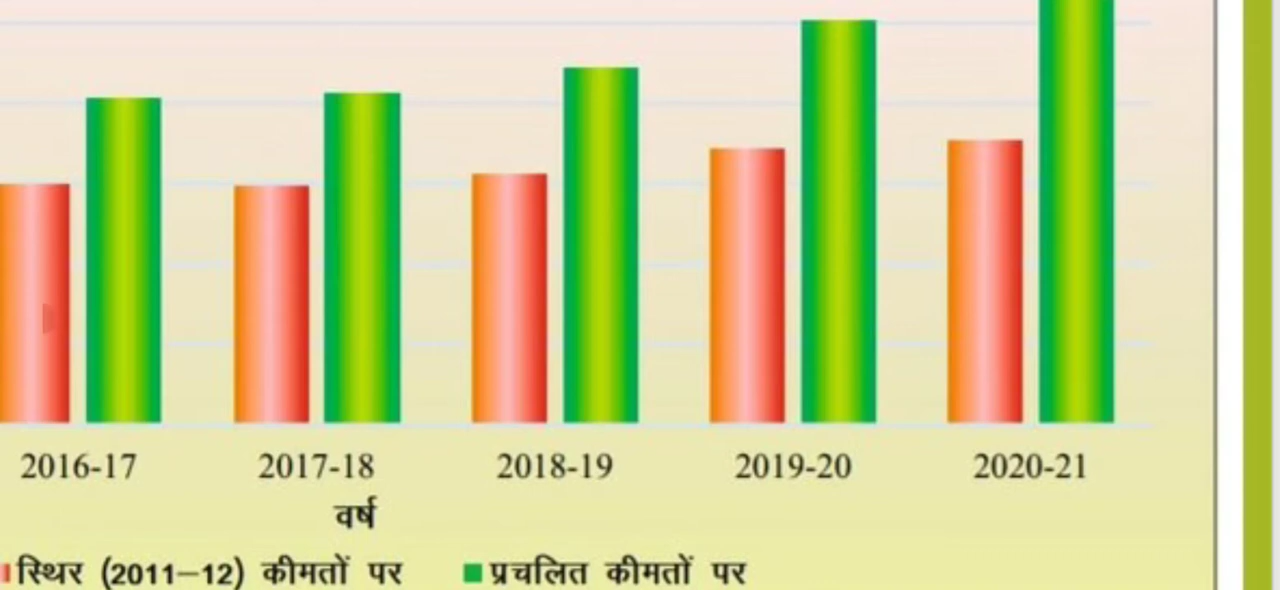 2016-17 2017-18 2018-19 2019-20 2020-21
वर्ष
स्थिर (2011–12) कीमतों पर प्रचलित कीमतों पर